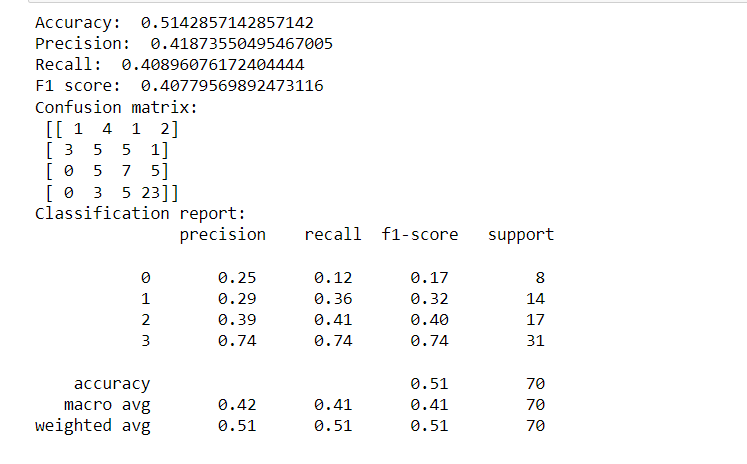 Accuracy:  0.5142857142857142
Precision:  0.41873550495467005
Recall:  0.40896076172404444
F1 score:  0.40779569892473116
Confusion matrix:
 [[ 1  4  1  2]
 [ 3  5  5  1]
 [ 0  5  7  5]
 [ 0  3  5 23]]
Classification report:
               precision    recall  f1-score   support
           0       0.25      0.12      0.17         8
           1       0.29      0.36      0.32        14
           2       0.39      0.41      0.40        17
           3       0.74      0.74      0.74        31
    accuracy                           0.51        70
   macro avg       0.42      0.41      0.41        70
weighted avg       0.51      0.51      0.51        70